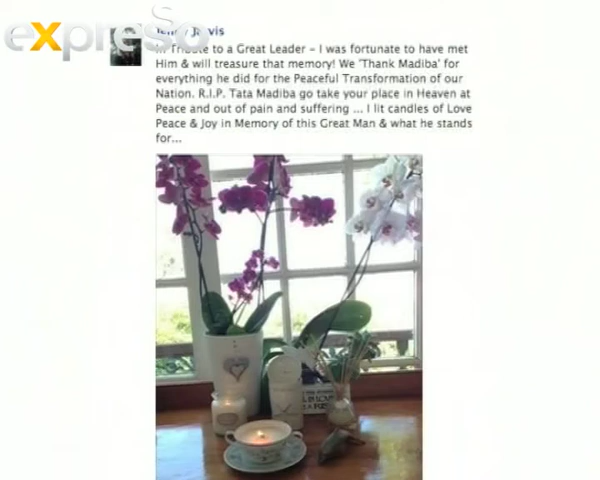 expreso
Jarvis
In Tribute to a Great Leader - I was fortunate to have met
Him & will treasure that memory! We 'Thank Madiba' for
everything he did for the Peaceful Transformation of our
Nation. R.I.P. Tata Madiba go take your place in Heaven at
Peace and out of pain and suffering ... I lit candles of Love
Peace & Joy in Memory of this Great Man & what he stands
for...